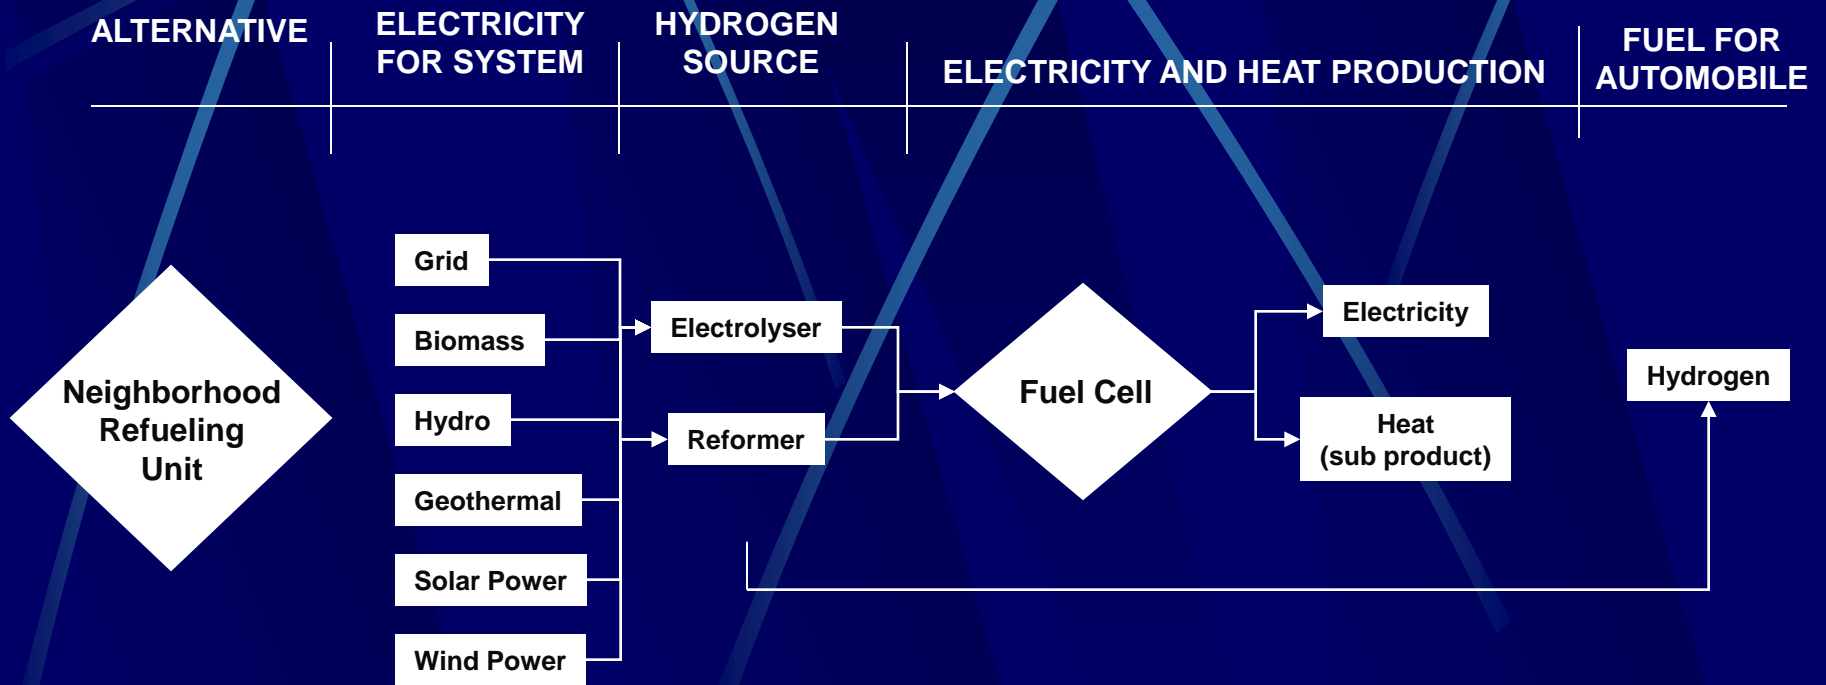 ALTERNATIVE
ELECTRICITY
FOR SYSTEM
HYDROGEN
SOURCE
ELECTRICITY AND HEAT PRODUCTION
FUEL FOR
AUTOMOBILE
Neighborhood
Refueling
Unit
Grid
Biomass
Hydro
Geothermal
Solar Power
Wind Power
Electrolyser
Reformer
Fuel Cell
Electricity
Heat
(sub product)
Hydrogen